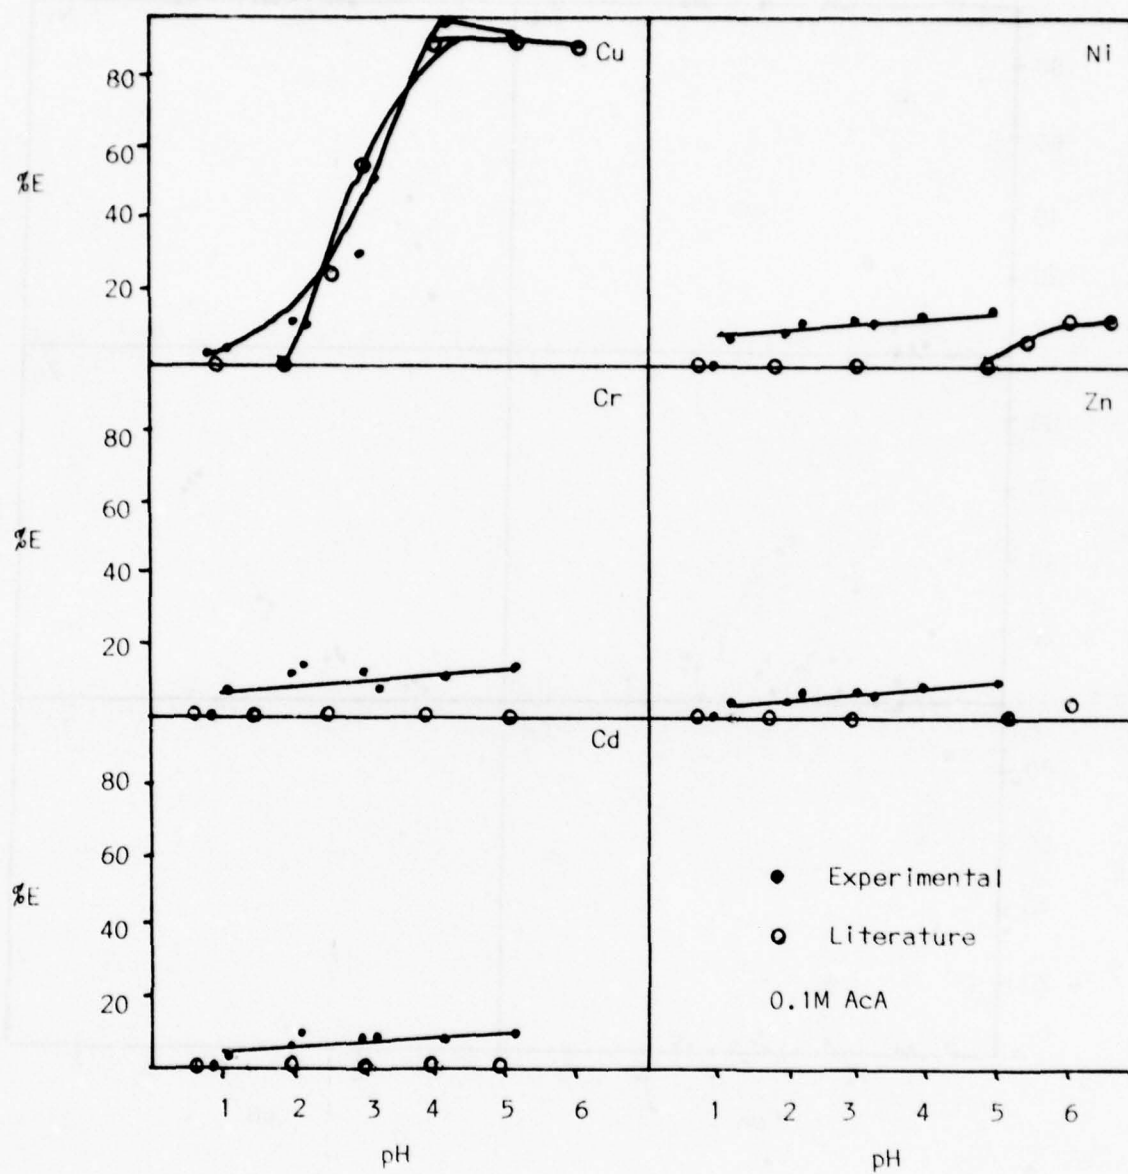 Cu
Ni
80
60
%E
40
20
Cr
Zn
80
60
%E
40
20
Cd
80
60
● Experimental
%E
40
○ Literature
0.1M AcA
20
1 2 3 4 5 6
1 2 3 4 5 6
pH
pH